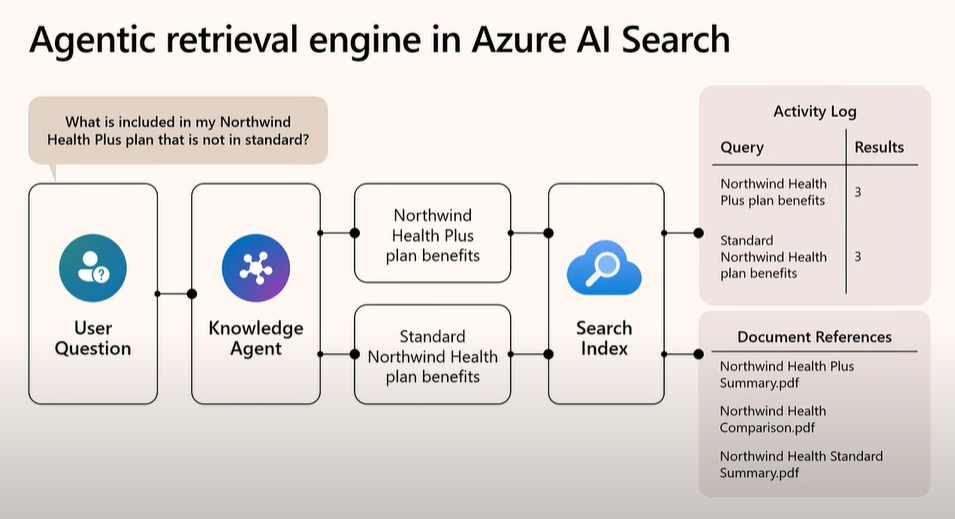 Agentic retrieval engine in Azure AI Search
What is included in my Northwind
Health Plus plan that is not in standard?
User
Question
Knowledge
Agent
Northwind
Health Plus
plan benefits
Standard
Northwind Health
plan benefits
Search
Index
Activity Log
Query
Results
Northwind Health
Plus plan benefits
3
Standard
Northwind Health
plan benefits
3
Document References
Northwind Health Plus
Summary.pdf
Northwind Health
Comparison.pdf
Northwind Health Standard
Summary.pdf